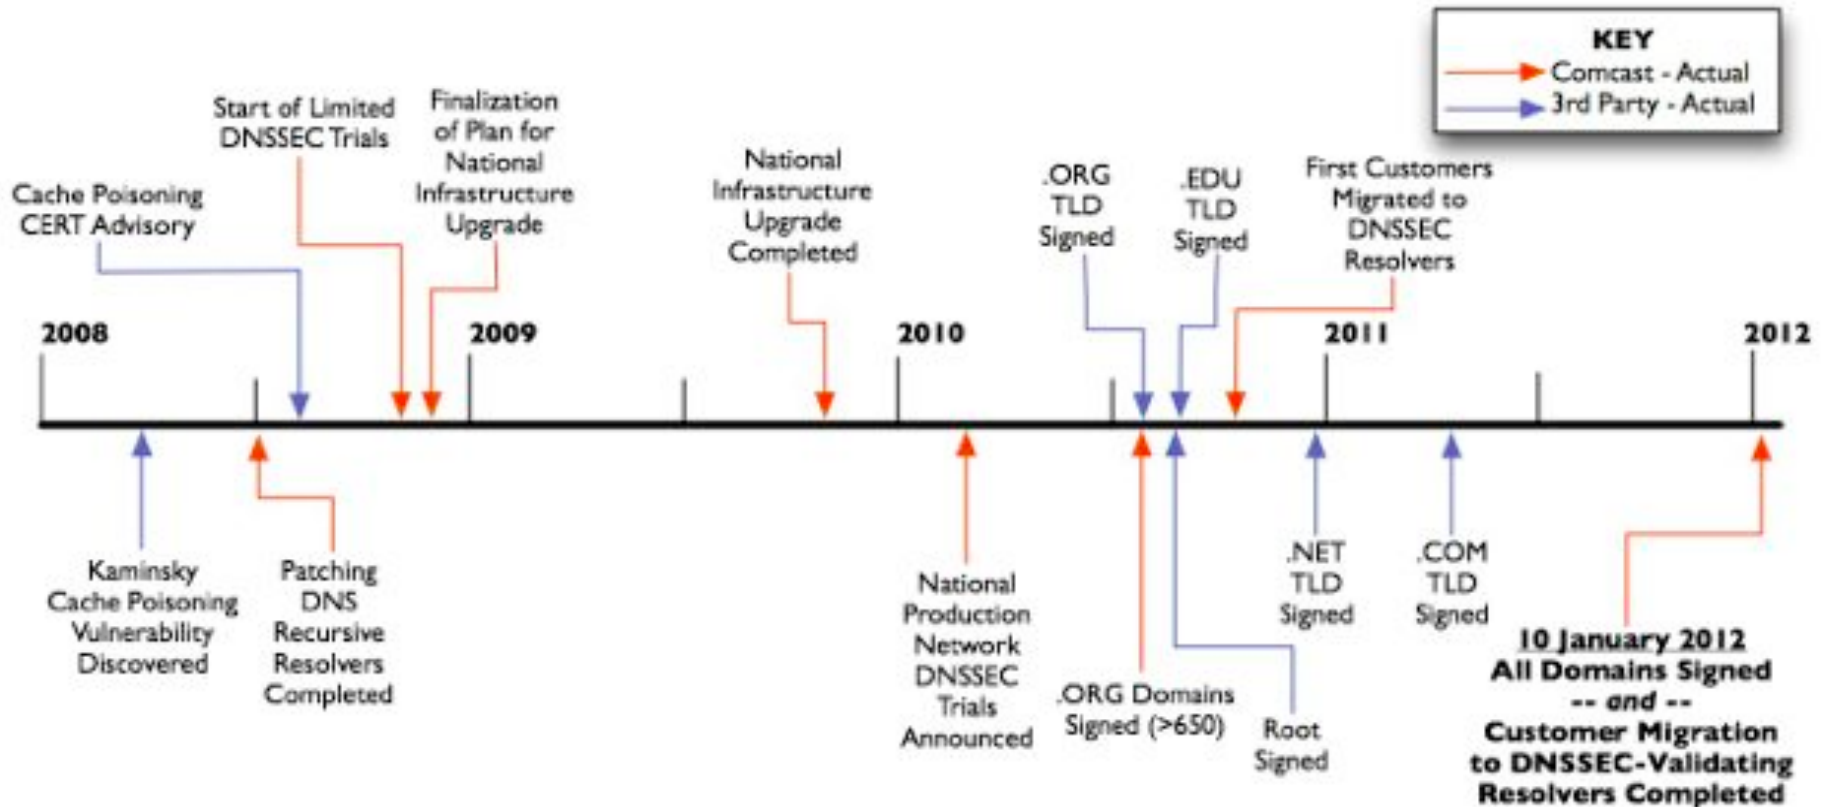 KEY
Comcast - Actual
3rd Party - Actual
Start of Limited
DNSSEC Trials
Finalization
of Plan for
National
Infrastructure
Upgrade
Cache Poisoning
CERT Advisory
National
Infrastructure
Upgrade
Completed
.ORG
TLD
Signed
.EDU
TLD
Signed
First Customers
Migrated to
DNSSEC
Resolvers
2008
2009
2010
2011
2012
Kaminsky
Cache Poisoning
Vulnerability
Discovered
Patching
DNS
Recursive
Resolvers
Completed
National
Production
Network
DNSSEC
Trials
Announced
.ORG Domains
Signed (>650)
Root
Signed
.NET
TLD
Signed
.COM
TLD
Signed
10 January 2012
All Domains Signed
-- and --
Customer Migration
to DNSSEC-Validating
Resolvers Completed